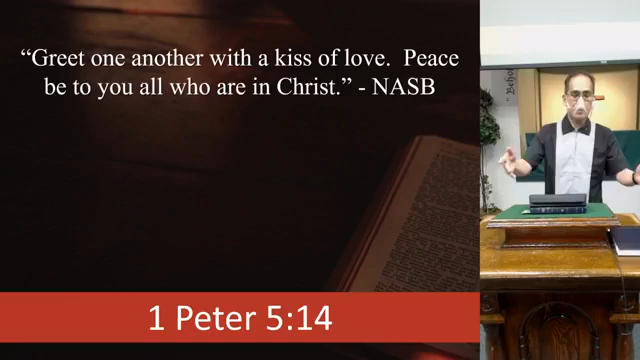 “Greet one another with a kiss of love.  Peace
be to you all who are in Christ.” - NASB
1 Peter 5:14
"Beho